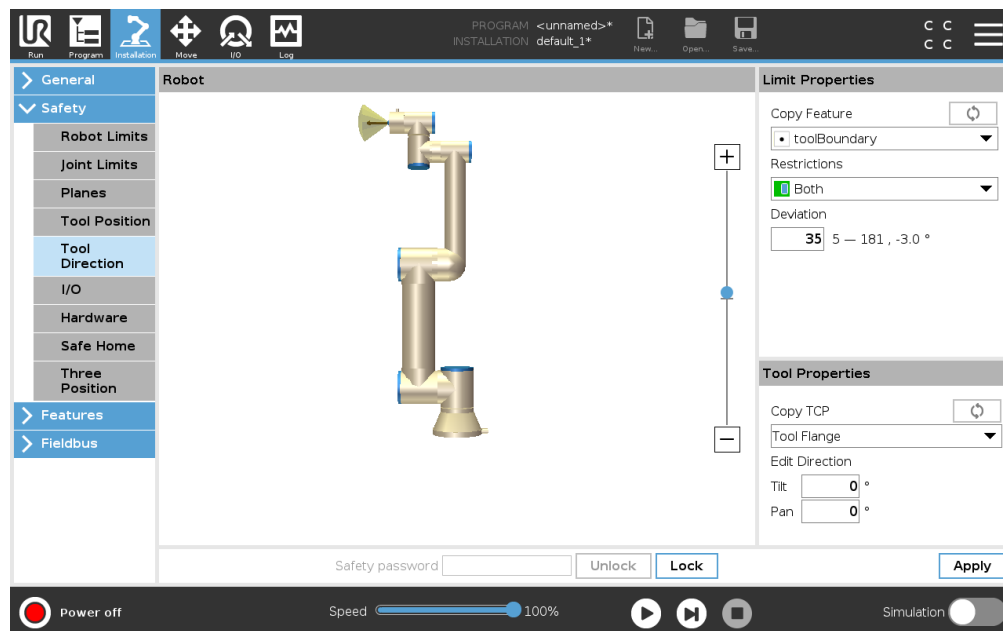 PROGRAM <unnamed>*
INSTALLATION default_1*
C C
C C
Run Program Installation Move I/O Log New... Open... Save...
General
Safety
Robot Limits
Joint Limits
Planes
Tool Position
Tool
Direction
I/O
Hardware
Safe Home
Three
Position
Features
Fieldbus
Robot
+
−
Limit Properties
Copy Feature
toolBoundary
Restrictions
Both
Deviation
35 5 — 181 , -3.0 °
Tool Properties
Copy TCP
Tool Flange
Edit Direction
Tilt 0 °
Pan 0 °
Safety password Unlock Lock Apply
Power off Speed 100% Simulation